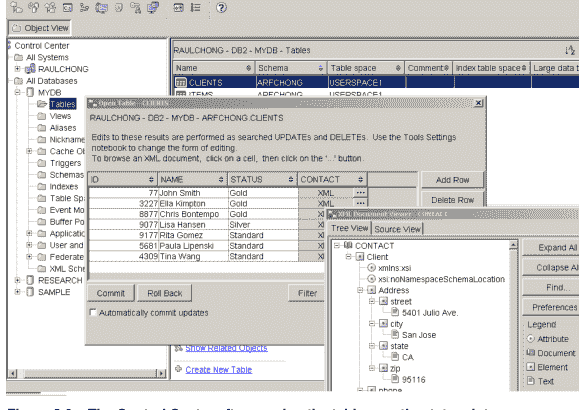 Object View
Control Center
All Systems
RAULCHONG
All Databases
MYDB
Tables
Views
Aliases
Nickname
Cache Ob
Triggers
Schemas
Indexes
Table Sp
Event Mo
Buffer Po
Applicatic
User and
Federate
XML Sche
RESEARCH
SAMPLE
RAULCHONG - DB2 - MYDB - Tables
Name Schema Table space Comment Index table space Large data t
CLIENTS ARFCHONG USERSPACE1
ITEMS ARFCHONG USERSPACE1
Open Table - CLIENTS
RAULCHONG - DB2 - MYDB - ARFCHONG.CLIENTS
Edits to these results are performed as searched UPDATEs and DELETEs. Use the Tools Settings
notebook to change the form of editing.
To browse an XML document, click on a cell, then click on the '...' button.
ID NAME STATUS CONTACT
77 John Smith Gold XML ...
3227 Ella Kimpton Gold XML
8877 Chris Bontempo Gold
9077 Lisa Hansen Silver
9177 Rita Gomez Standard
5681 Paula Lipenski Standard
4309 Tina Wang Standard
Add Row
Delete Row
Commit
Roll Back
Filter
Automatically commit updates
Show Related Objects
Create New Table
XML Document Viewer - CONTACT
Tree View
Source View
CONTACT
Client
xmlns:xsi
xsi:noNamespaceSchemaLocation
Address
street
5401 Julio Ave.
city
San Jose
state
CA
zip
95116
phone
Expand All
Collapse Al
Find...
Preferences
Legend
Attribute
Document
Element
Text